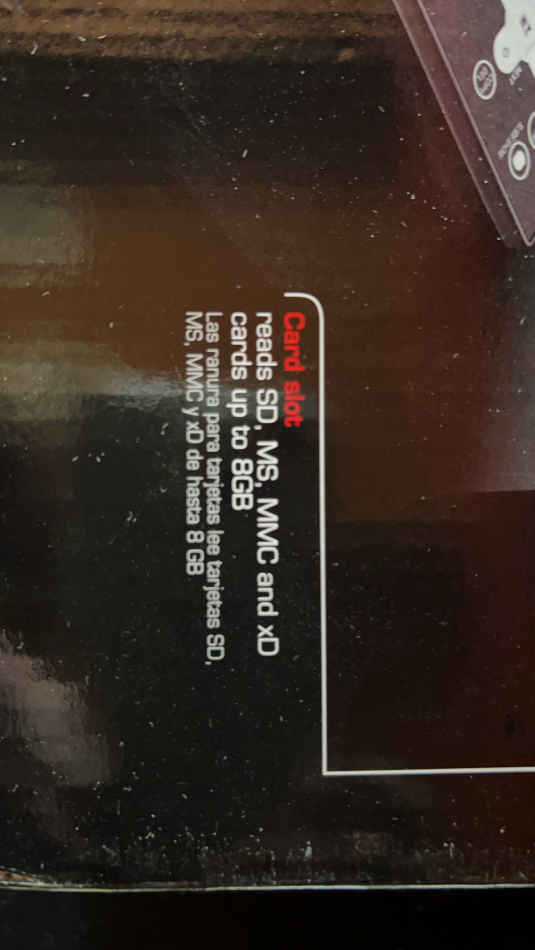 Card slot
reads SD, MS, MMC and xD
cards up to 8GB
Las ranura para tarjetas lee tarjetas SD,
MS, MMC y xD de hasta 8 GB